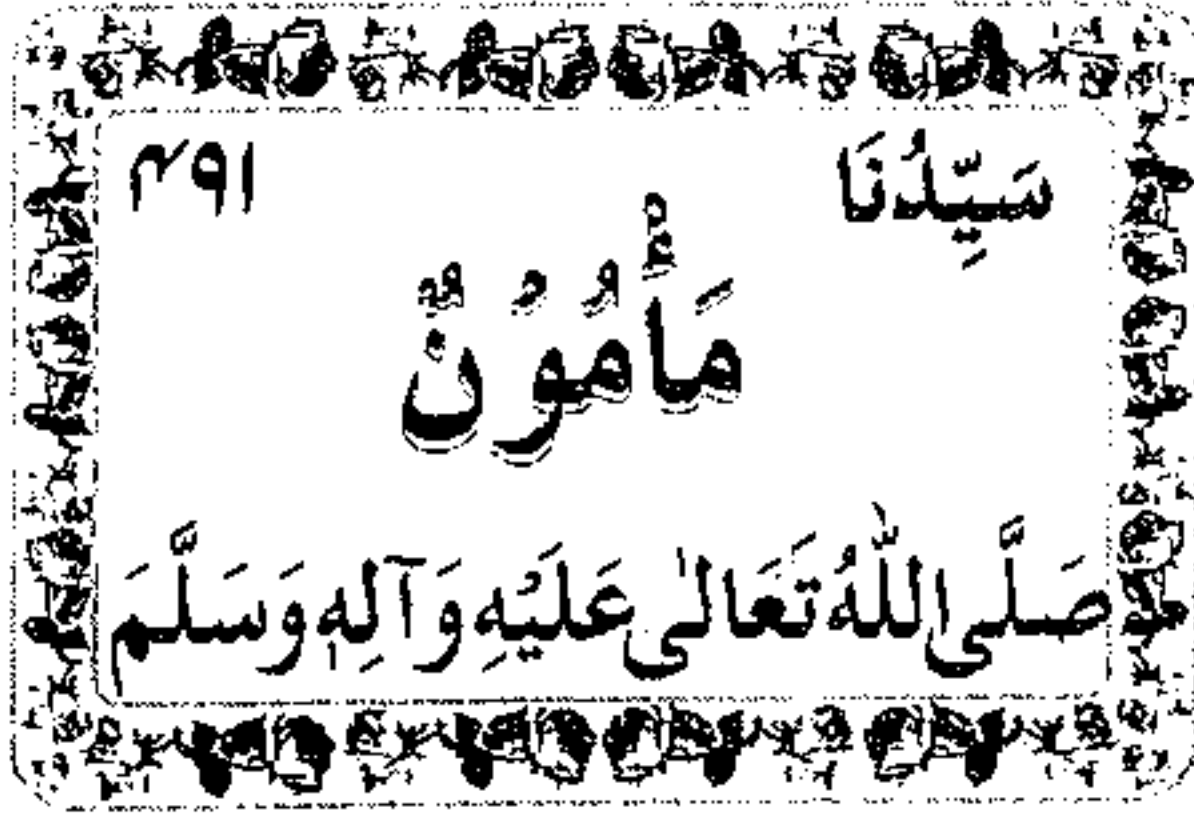 سَيِّدُنَا ۴۹۱
مَأْمُوُنٌ
صَلَّى اللّٰهُ تَعَالٰى عَلَيْهِ وَآلِهٖ وَسَلَّمَ